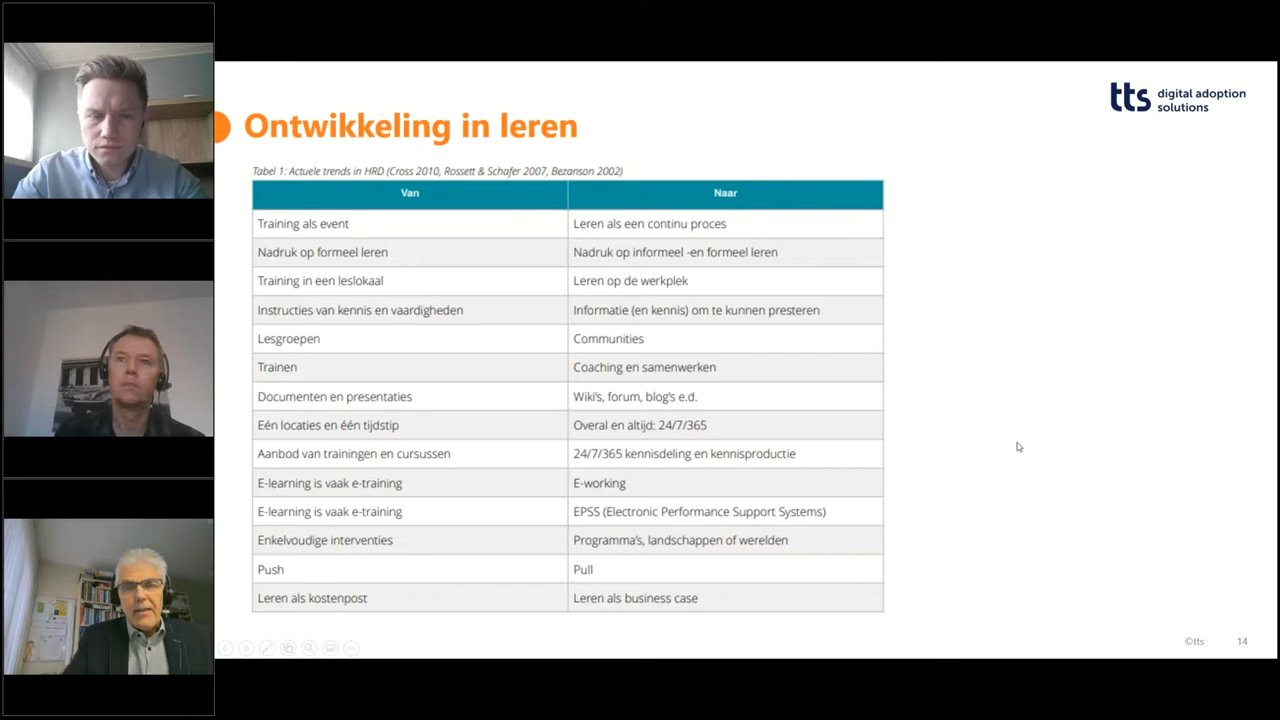 tts digital adoption
solutions
Ontwikkeling in leren
Tabel 1: Actuele trends in HRD (Cross 2010, Rossett & Schafer 2007, Bezanson 2002)
Van Naar
Training als event Leren als een continu proces
Nadruk op formeel leren Nadruk op informeel -en formeel leren
Training in een leslokaal Leren op de werkplek
Instructies van kennis en vaardigheden Informatie (en kennis) om te kunnen presteren
Lesgroepen Communities
Trainen Coaching en samenwerken
Documenten en presentaties Wiki's, forum, blog's e.d.
Eén locaties en één tijdstip Overal en altijd: 24/7/365
Aanbod van trainingen en cursussen 24/7/365 kennisdeling en kennisproductie
E-learning is vaak e-training E-working
E-learning is vaak e-training EPSS (Electronic Performance Support Systems)
Enkelvoudige interventies Programma's, landschappen of werelden
Push Pull
Leren als kostenpost Leren als business case
©tts 14